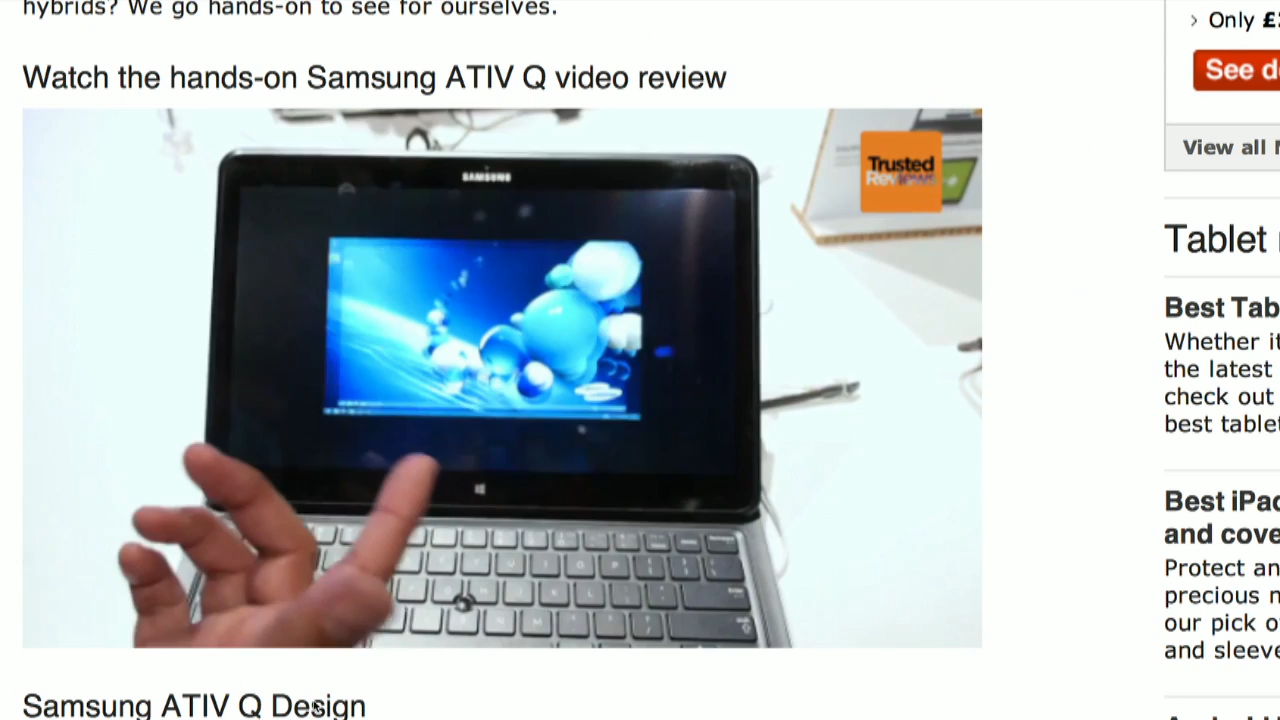 hybrids? We go hands-on to see for ourselves.
Watch the hands-on Samsung ATIV Q video review
SAMSUNG
Trusted
Reviews
Samsung ATIV Q Design
Only £
See d
View all
Tablet
Best Tab
Whether it
the latest
check out
best tablet
Best iPad
and cove
Protect an
precious
our pick o
and sleeve